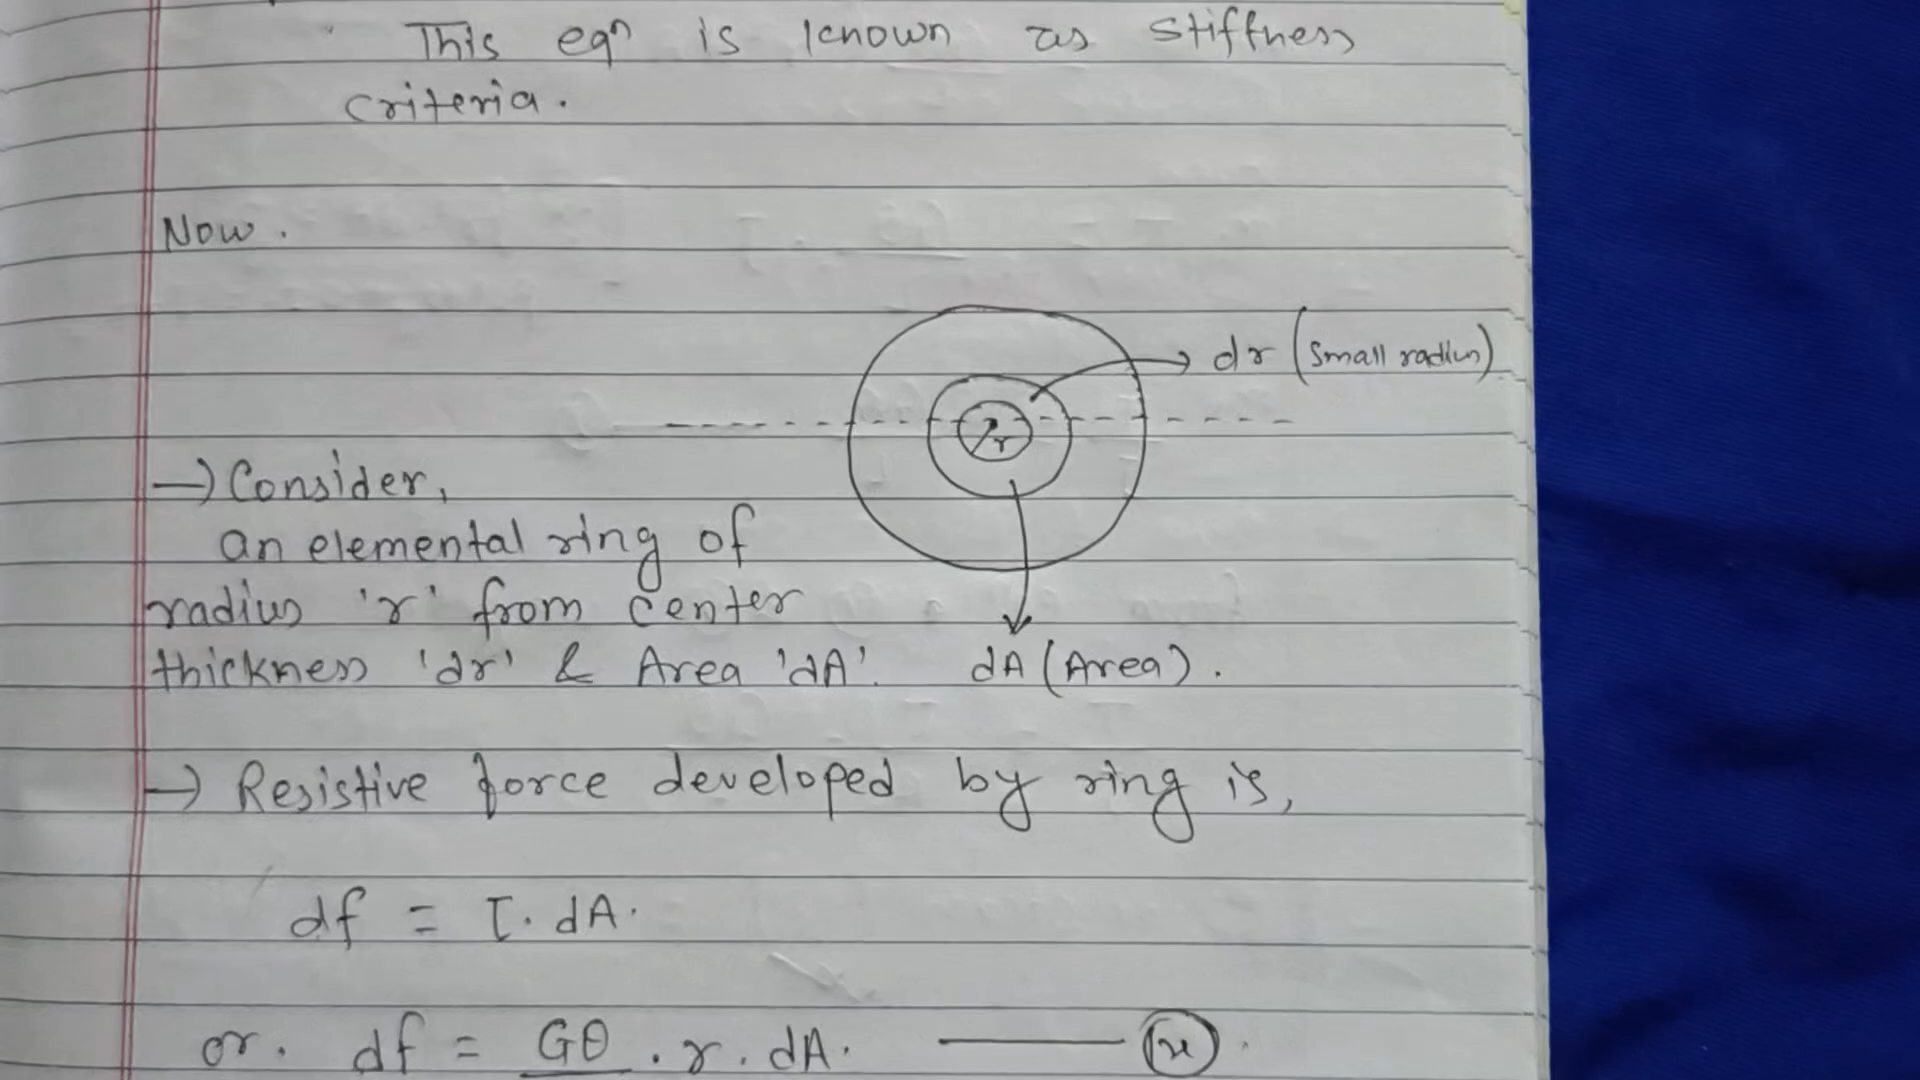 This eqn is known as stiffness
criteria.
Now.
dr (small radius)
r
→ Consider,
an elemental ring of
radius 'r' from center
thickness 'dr' & Area 'dA'.
dA (Area).
→ Resistive force developed by ring is,
df = τ. dA.
or. df = Gθ . r . dA. —— (x).